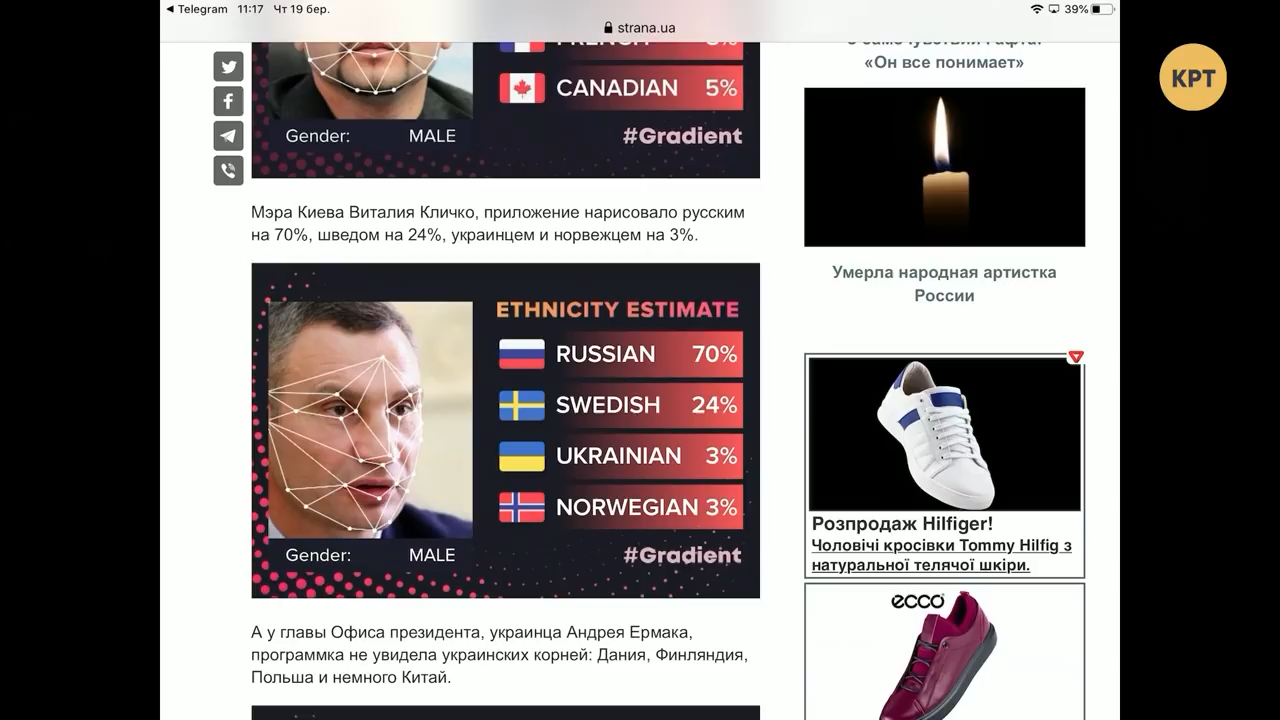 Telegram 11:17 Чт 19 бер.
39%
strana.ua
FRENCH
CANADIAN 5%
Gender: MALE
#Gradient
Мэра Киева Виталия Кличко, приложение нарисовало русским
на 70%, шведом на 24%, украинцем и норвежцем на 3%.
ETHNICITY ESTIMATE
RUSSIAN 70%
SWEDISH 24%
UKRAINIAN 3%
NORWEGIAN 3%
Gender: MALE
#Gradient
А у главы Офиса президента, украинца Андрея Ермака,
программка не увидела украинских корней: Дания, Финляндия,
Польша и немного Китай.
«Он все понимает»
Умерла народная артистка
России
Розпродаж Hilfiger!
Чоловічі кросівки Tommy Hilfig з
натуральної телячої шкіри.
ecco
КРТ